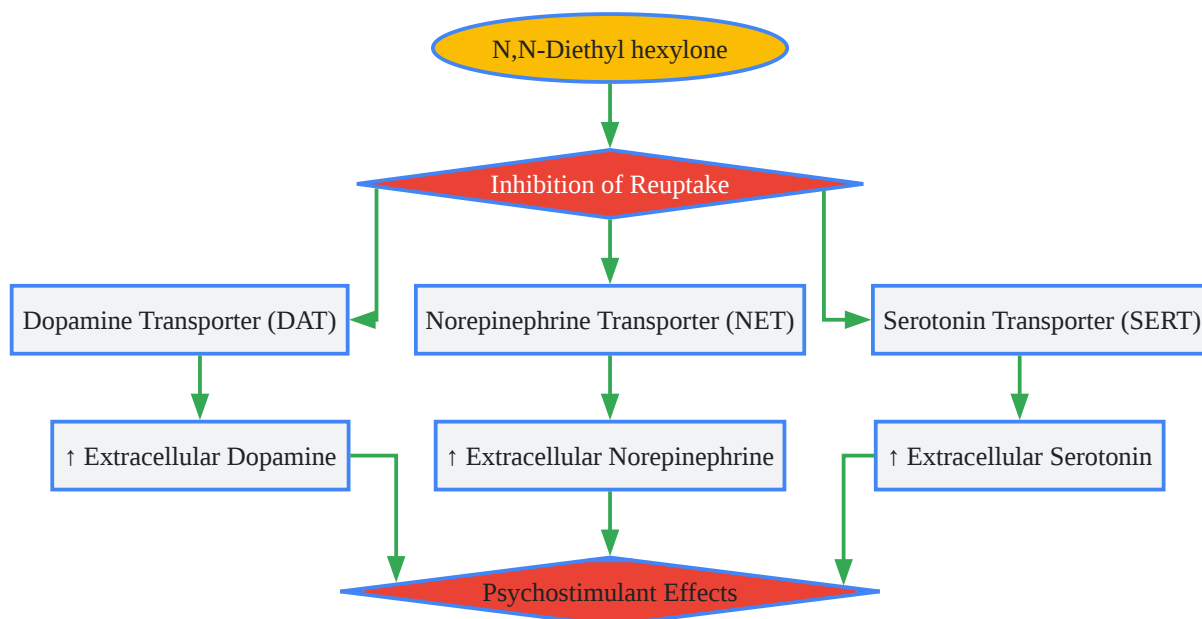 N,N-Diethyl hexylone
Inhibition of Reuptake
Dopamine Transporter (DAT)
Norepinephrine Transporter (NET)
Serotonin Transporter (SERT)
↑ Extracellular Dopamine
↑ Extracellular Norepinephrine
↑ Extracellular Serotonin
Psychostimulant Effects